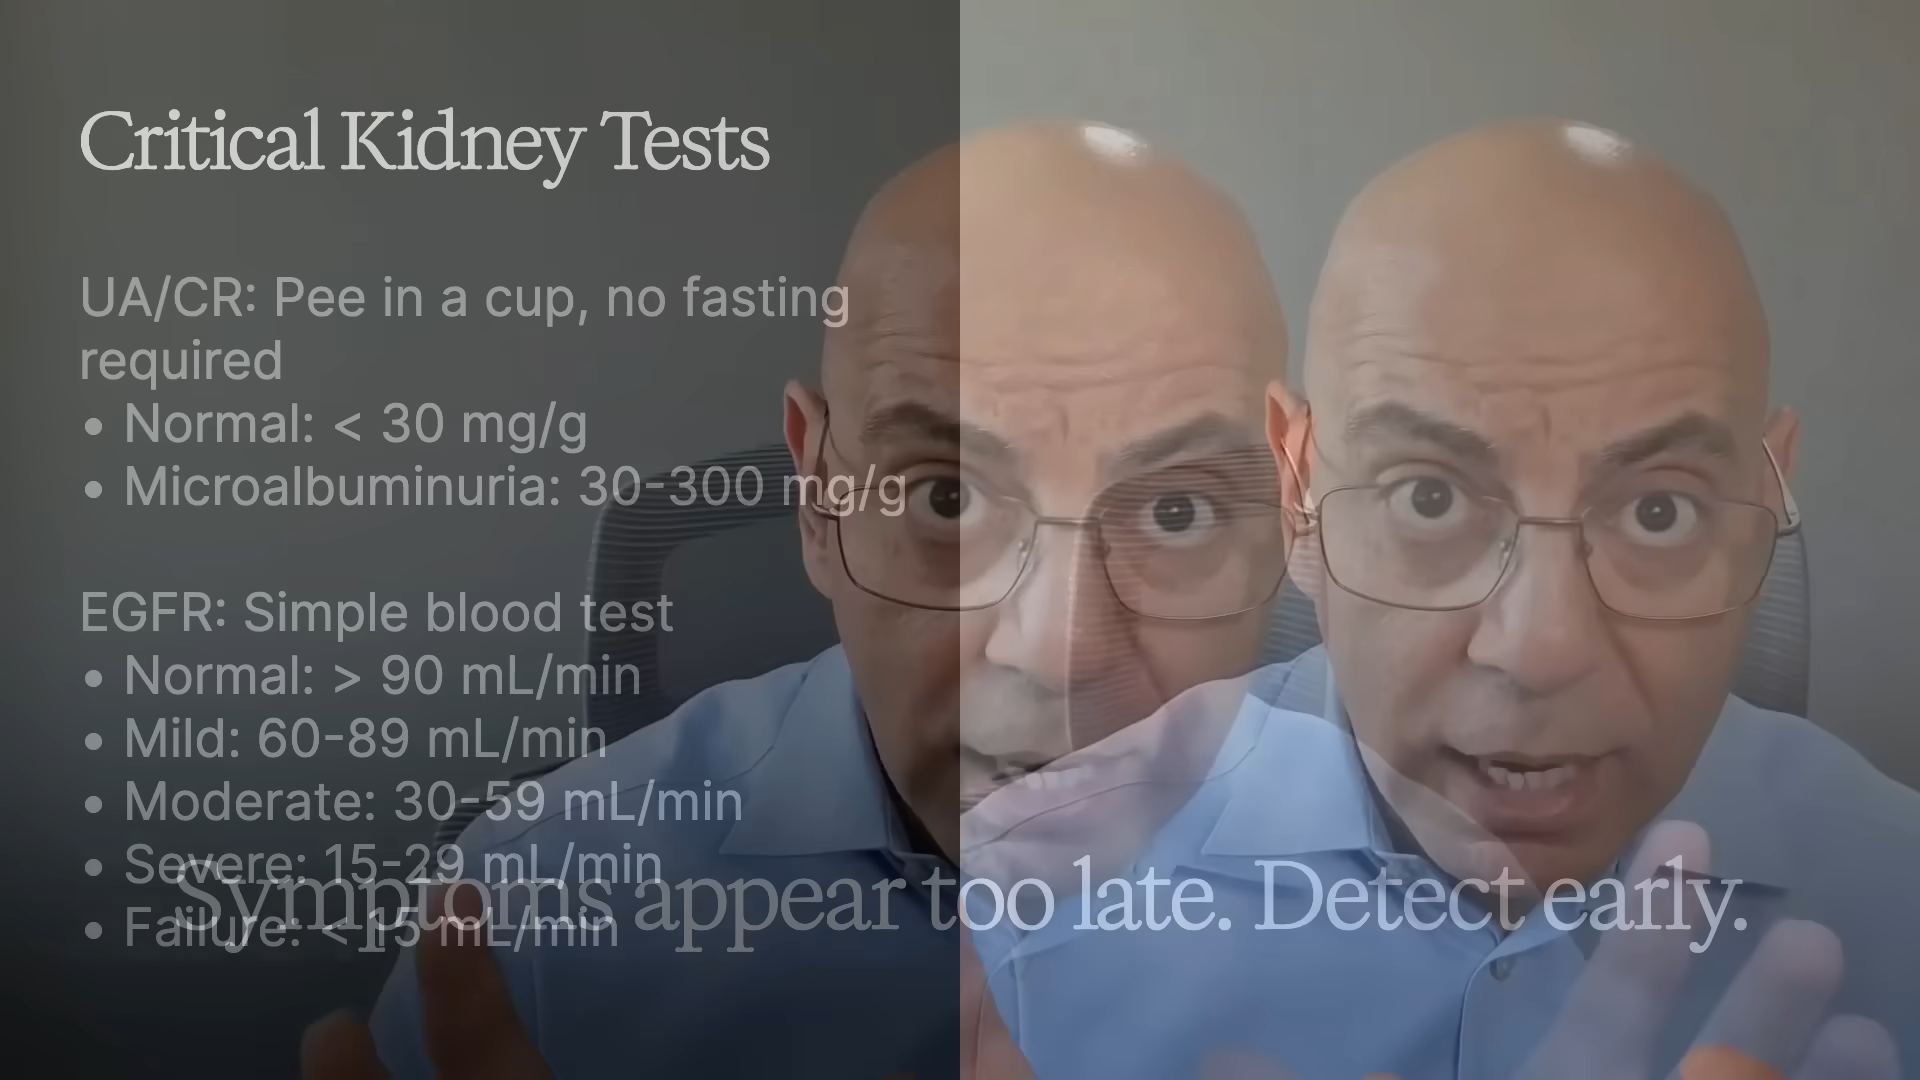 Critical Kidney Tests
UA/CR: Pee in a cup, no fasting
required
• Normal: < 30 mg/g
• Microalbuminuria: 30-300 mg/g
EGFR: Simple blood test
• Normal: > 90 mL/min
• Mild: 60-89 mL/min
• Moderate: 30-59 mL/min
• Severe: 15-29 mL/min
• Failure: < 15 mL/min
Symptoms appear too late. Detect early.